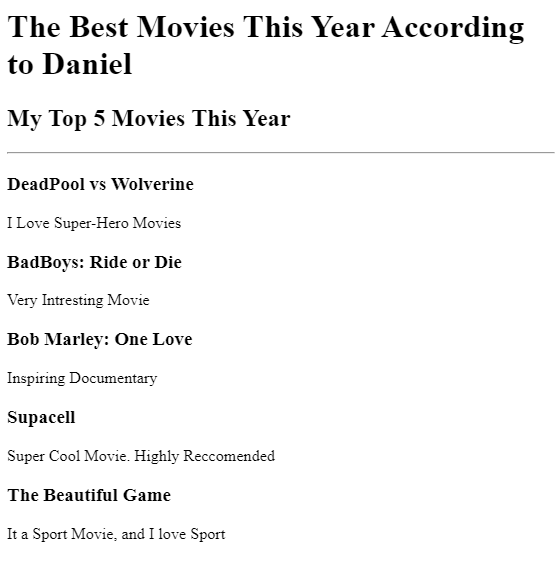 The Best Movies This Year According
to Daniel
My Top 5 Movies This Year
DeadPool vs Wolverine
I Love Super-Hero Movies
BadBoys: Ride or Die
Very Intresting Movie
Bob Marley: One Love
Inspiring Documentary
Supacell
Super Cool Movie. Highly Reccomended
The Beautiful Game
It a Sport Movie, and I love Sport